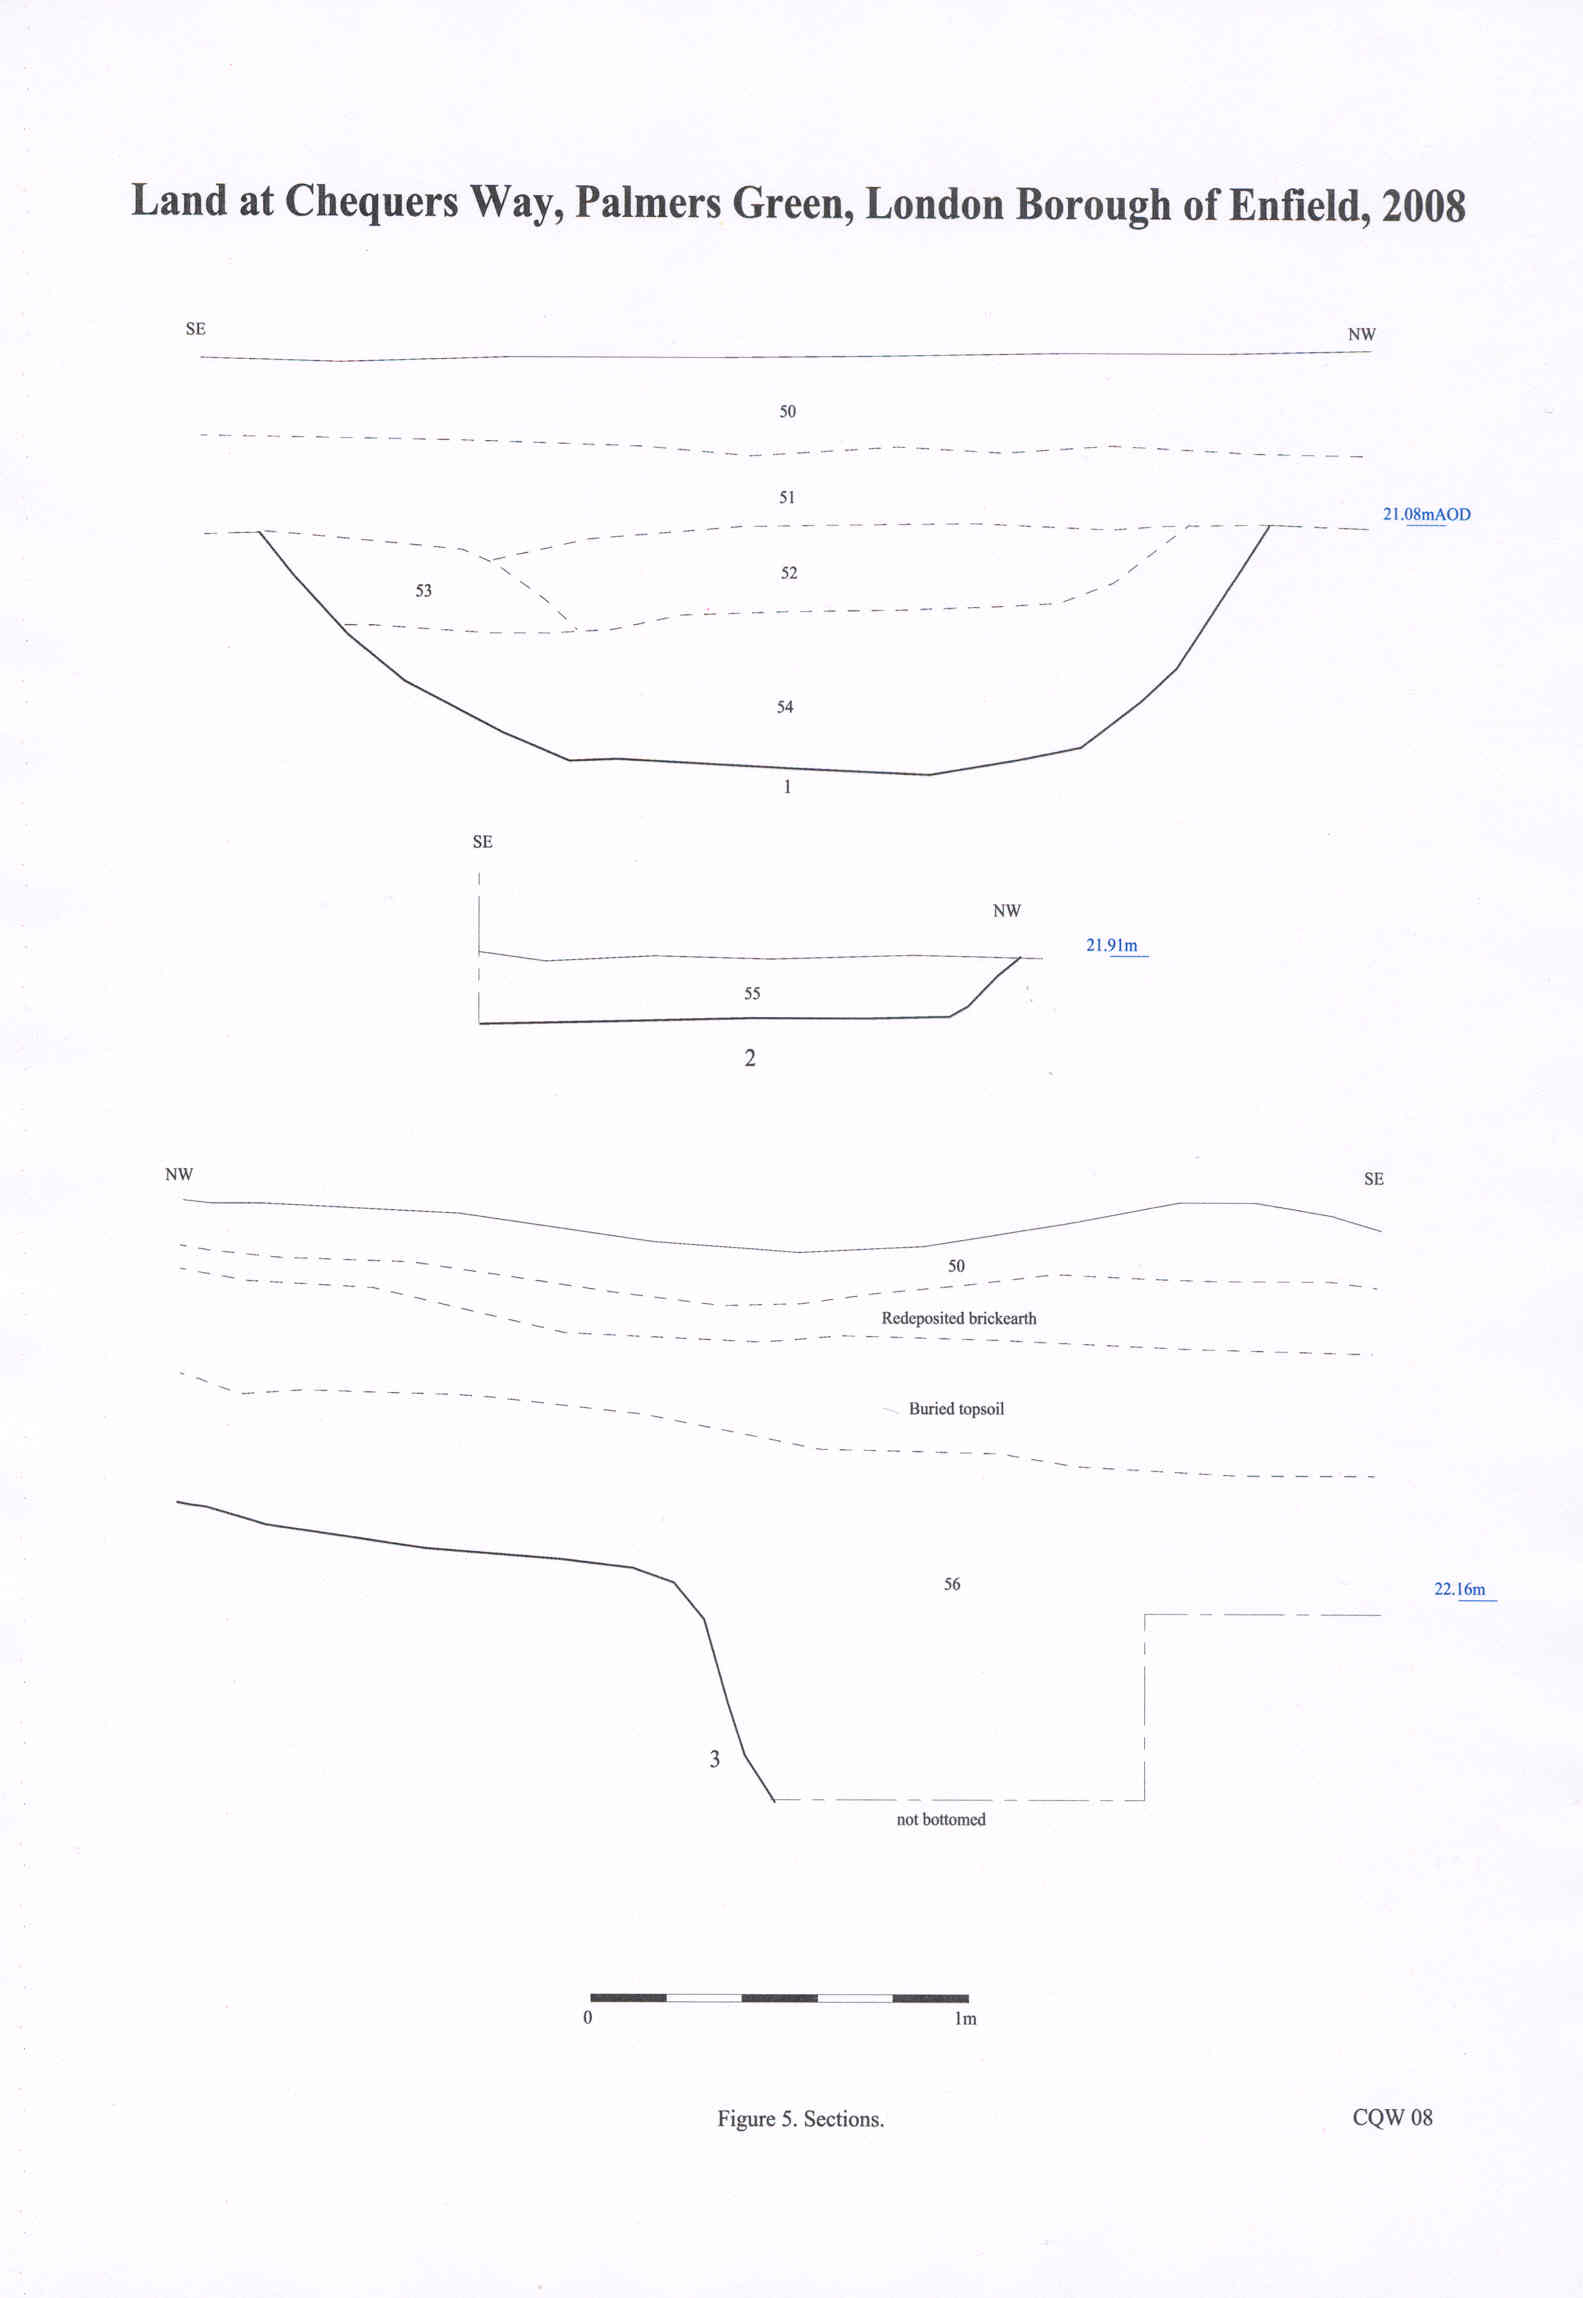 Land at Chequers Way, Palmers Green, London Borough of Enfield, 2008
SE
NW
50
51
21.08mAOD
52
53
54
1
SE
NW
21.91m
55
2
NW
SE
50
Redeposited brickearth
Buried topsoil
56
22.16m
3
not bottomed
0
1m
Figure 5. Sections.
CQW 08